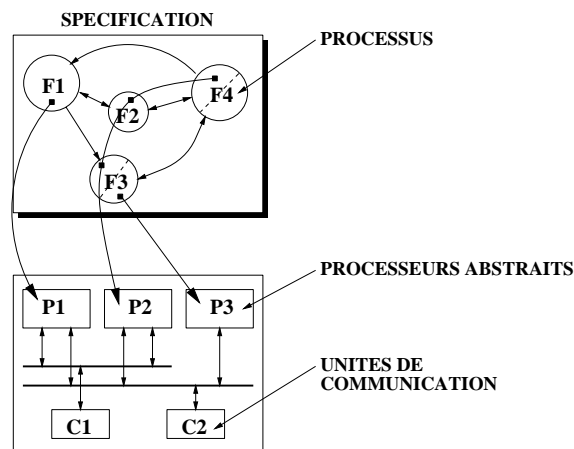 SPECIFICATION
PROCESSUS
F1
F2
F4
F3
PROCESSEURS ABSTRAITS
P1
P2
P3
UNITES DE
COMMUNICATION
C1
C2